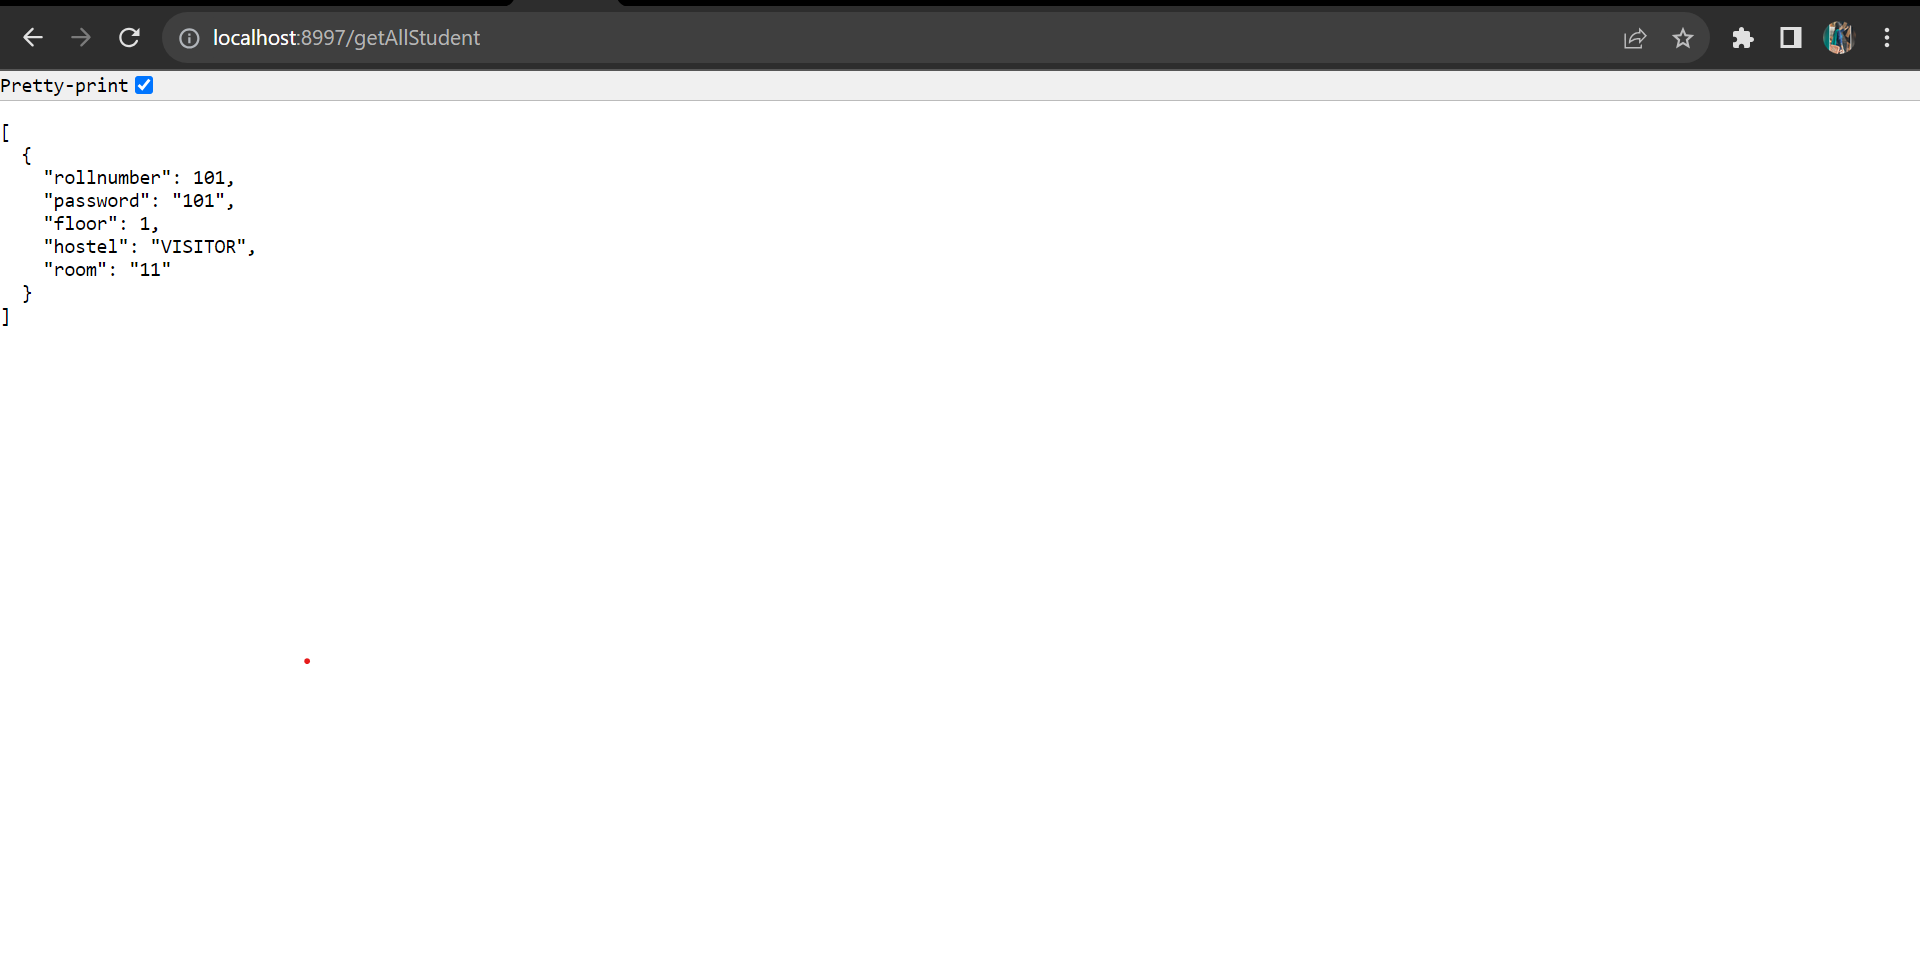 localhost:8997/getAllStudent
Pretty-print
[
  {
    "rollnumber": 101,
    "password": "101",
    "floor": 1,
    "hostel": "VISITOR",
    "room": "11"
  }
]